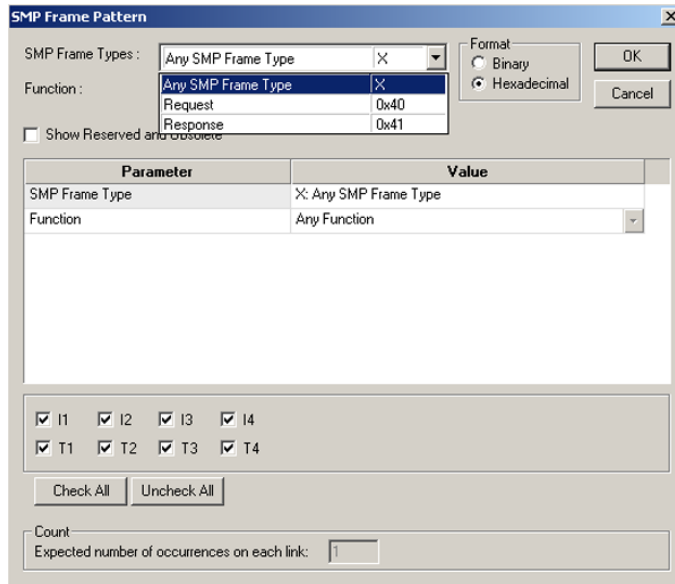 SMP Frame Pattern
SMP Frame Types : Any SMP Frame Type X
Format
Binary
Hexadecimal
OK
Cancel
Function :
Any SMP Frame Type X
Request 0x40
Response 0x41
Show Reserved and Obsolete
Parameter Value
SMP Frame Type X: Any SMP Frame Type
Function Any Function
I1 I2 I3 I4
T1 T2 T3 T4
Check All Uncheck All
Count
Expected number of occurrences on each link: 1